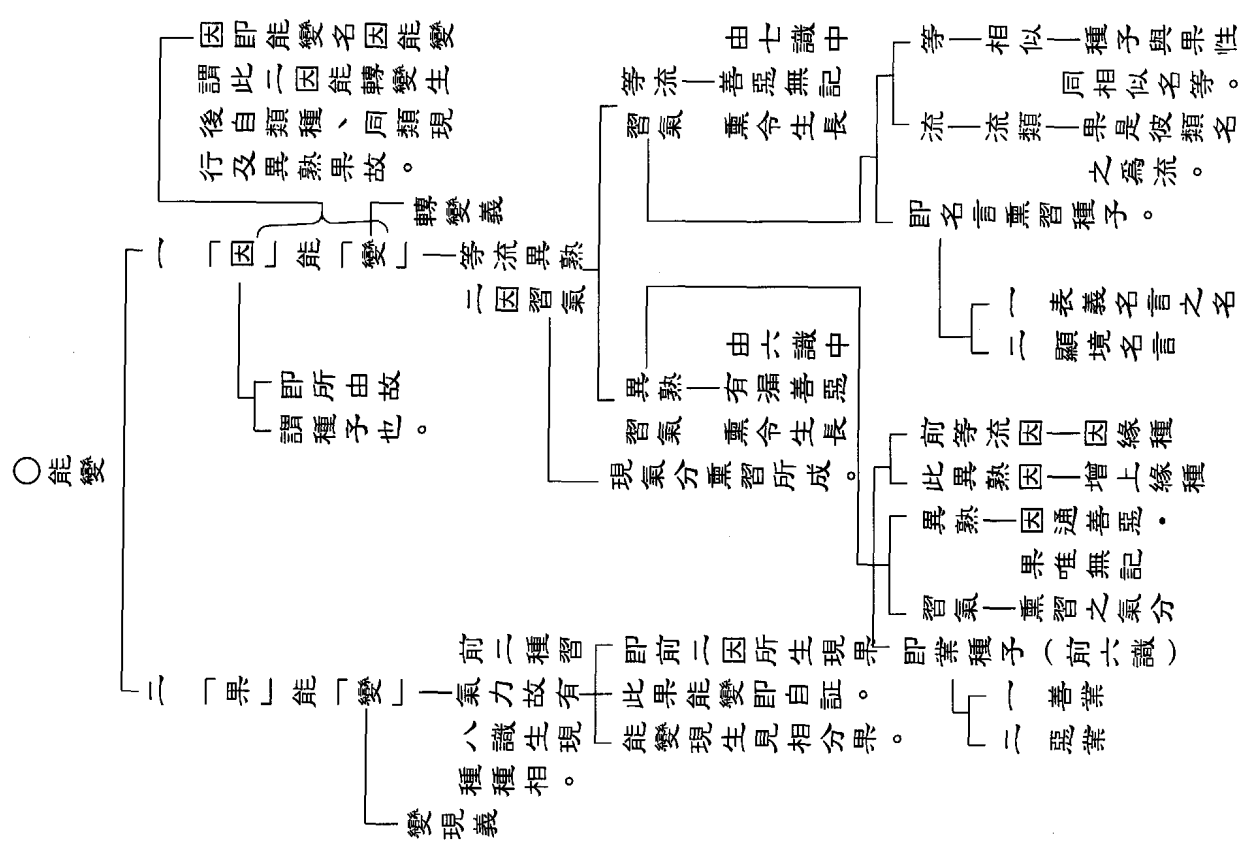 ○能變
一「因」能「變」—等流異熟
二因習氣
因即能變名因能變
謂此二因能轉變生
後自類種、同類現
行及異熟果故。
轉變義
即所由故
謂種子也。
由七識中
等流—善惡無記
習氣　熏令生長
等—相似—種子與果性
同相似名等。
流—流類—果是彼類名
之為流。
即名言熏習種子。
一　表義名言之名
二　顯境名言
由六識中
異熟—有漏善惡
習氣　熏令生長
現氣分熏習所成。
前等流因—因緣種
此異熟因—增上緣種
異熟—因通善惡．
果唯無記
習氣—熏習之氣分
即業種子（前六識）
一　善業
二　惡業
二「果」能「變」—氣力故有
前二種習
八識生現
種種相。
變現義
即前二因所生現果
此果能變即自証。
能變現生見相分果。